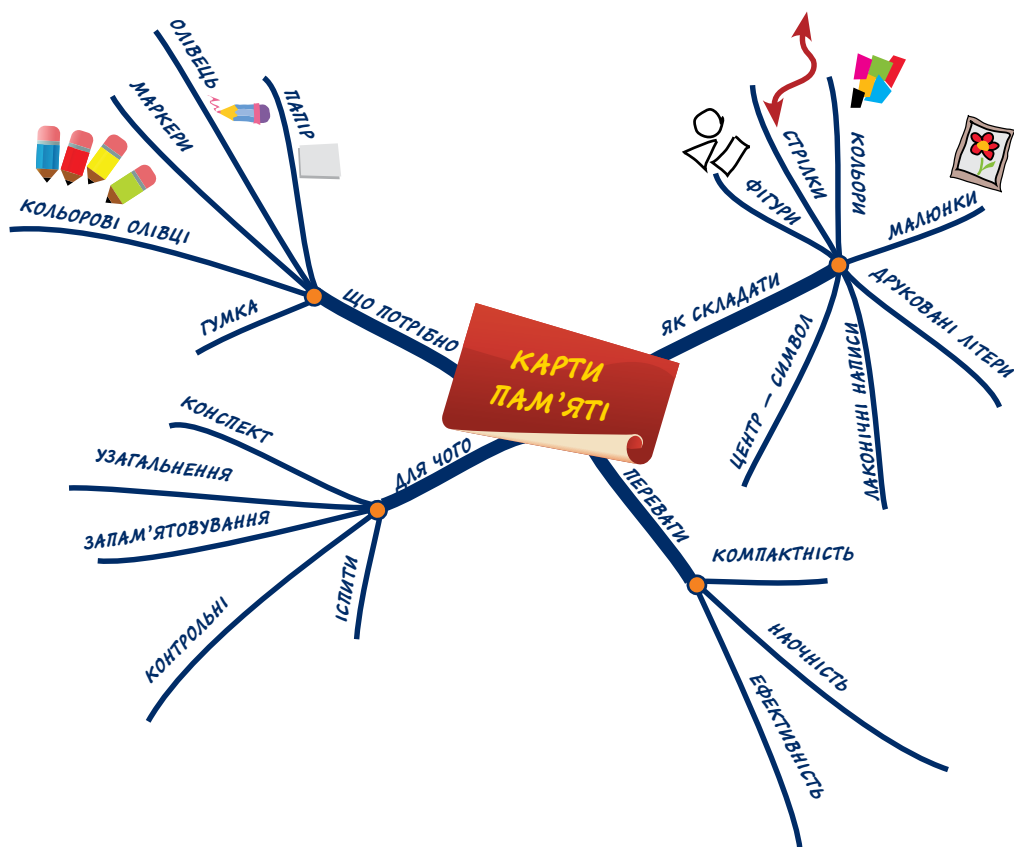 КАРТИ
ПАМ'ЯТІ
ЩО ПОТРІБНО
ПАПІР
ОЛІВЕЦЬ
МАРКЕРИ
КОЛЬОРОВІ ОЛІВЦІ
ГУМКА
ЯК СКЛАДАТИ
ФІГУРИ
СТРІЛКИ
КОЛЬОРИ
МАЛЮНКИ
ДРУКОВАНІ ЛІТЕРИ
ЛАКОНІЧНІ НАПИСИ
ЦЕНТР – СИМВОЛ
ДЛЯ ЧОГО
КОНСПЕКТ
УЗАГАЛЬНЕННЯ
ЗАПАМ'ЯТОВУВАННЯ
КОНТРОЛЬНІ
ІСПИТИ
ПЕРЕВАГИ
КОМПАКТНІСТЬ
НАОЧНІСТЬ
ЕФЕКТИВНІСТЬ